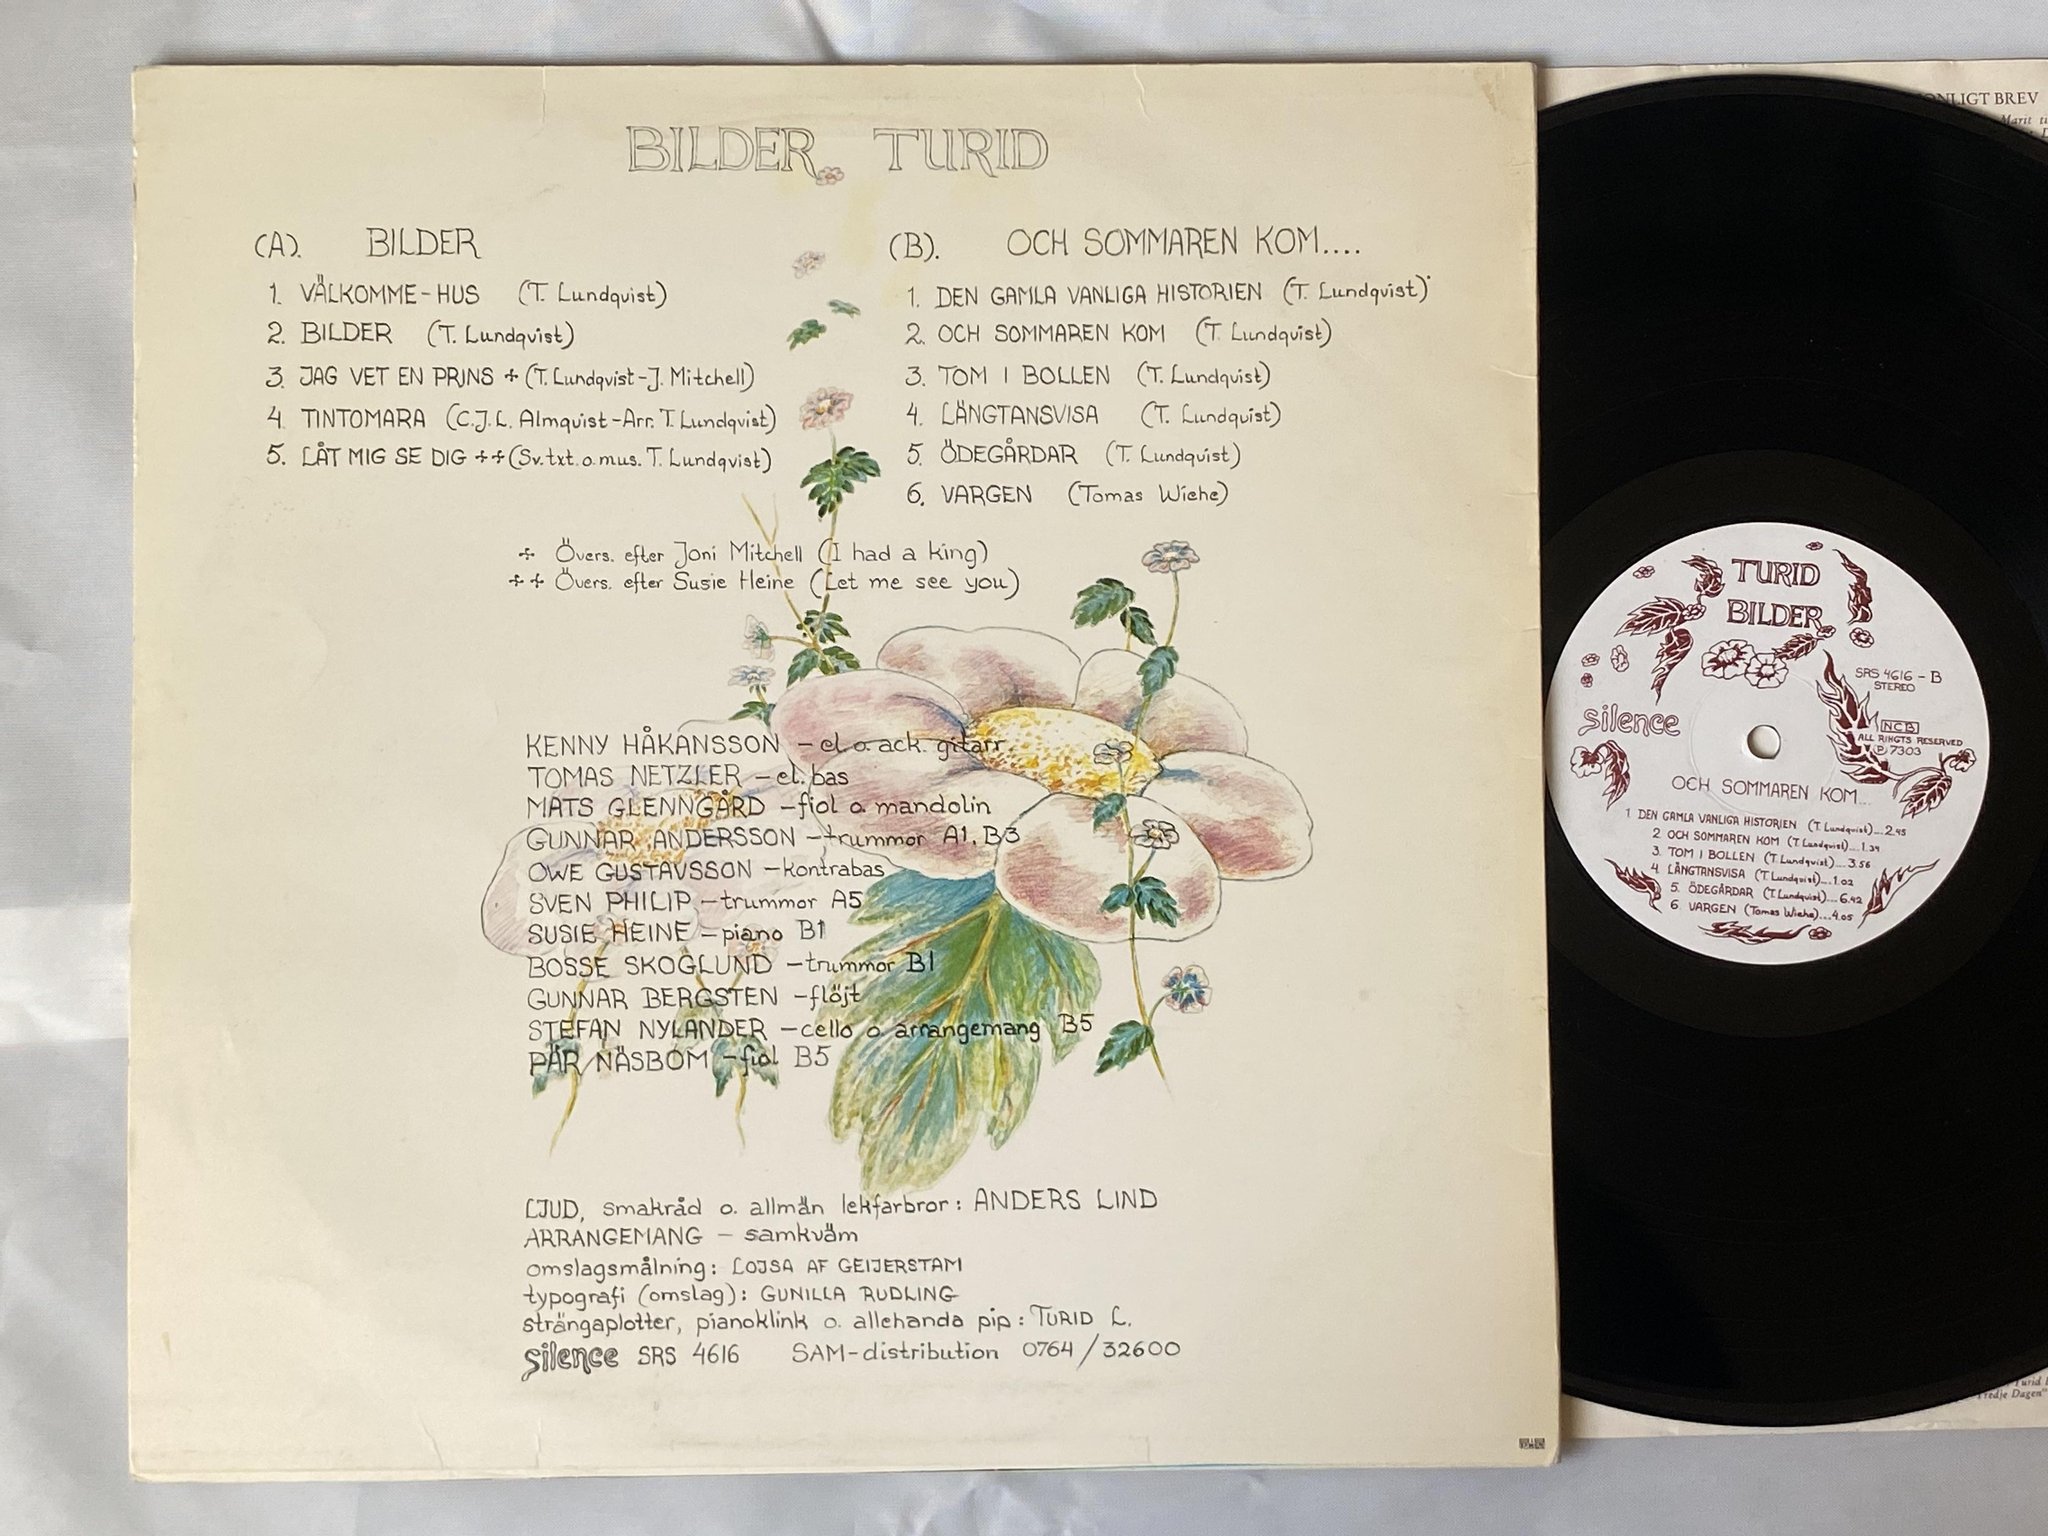 BILDER TURID
(A). BILDER
1. VÄLKOMME-HUS (T. Lundqvist)
2. BILDER (T. Lundqvist)
3. JAG VET EN PRINS + (T. Lundqvist-J. Mitchell)
4. TINTOMARA (C.J.L. Almquist-Arr. T. Lundqvist)
5. LÅT MIG SE DIG ++ (Sv. txt. o. mus. T. Lundqvist)
(B). OCH SOMMAREN KOM....
1. DEN GAMLA VANLIGA HISTORIEN (T. Lundqvist)
2. OCH SOMMAREN KOM (T. Lundqvist)
3. TOM I BOLLEN (T. Lundqvist)
4. LÄNGTANSVISA (T. Lundqvist)
5. ÖDEGÅRDAR (T. Lundqvist)
6. VARGEN (Tomas Wiehe)
+ Övers. efter Joni Mitchell (I had a king)
++ Övers. efter Susie Heine (Let me see you)
KENNY HÅKANSSON - el. o. ack. gitarr
TOMAS NETZLER - el. bas
MATS GLENNGÅRD - fiol o. mandolin
GUNNAR ANDERSSON - trummor A1, B3
OWE GUSTAVSSON - kontrabas
SVEN PHILIP - trummor A5
SUSIE HEINE - piano B1
BOSSE SKOGLUND - trummor B1
GUNNAR BERGSTEN - flöjt
STEFAN NYLANDER - cello o arrangemang B5
PÄR NÄSBOM - fiol B5
LJUD, smakråd o. allmän lekfarbror: ANDERS LIND
ARRANGEMANG - samkväm
omslagsmålning: LOJSA AF GEIJERSTAM
typografi (omslag): GUNILLA RUDLING
strängaplotter, pianoklink o. allehanda pip: TURID L.
silence SRS 4616 SAM-distribution 0764/32600
TURID
BILDER
SRS 4616 - B
STEREO
silence
NCB
ALL RINGTS RESERVED
Ⓟ 7303
OCH SOMMAREN KOM...
1. DEN GAMLA VANLIGA HISTORIEN (T. Lundqvist)....2.45
2. OCH SOMMAREN KOM (T. Lundqvist)....1.39
3. TOM I BOLLEN (T. Lundqvist)....3.56
4. LÄNGTANSVISA (T. Lundqvist)....1.02
5. ÖDEGÅRDAR (T. Lundqvist)....6.42
6. VARGEN (Tomas Wiehe)....4.05
BREV
Marit
Turid
Dagen"